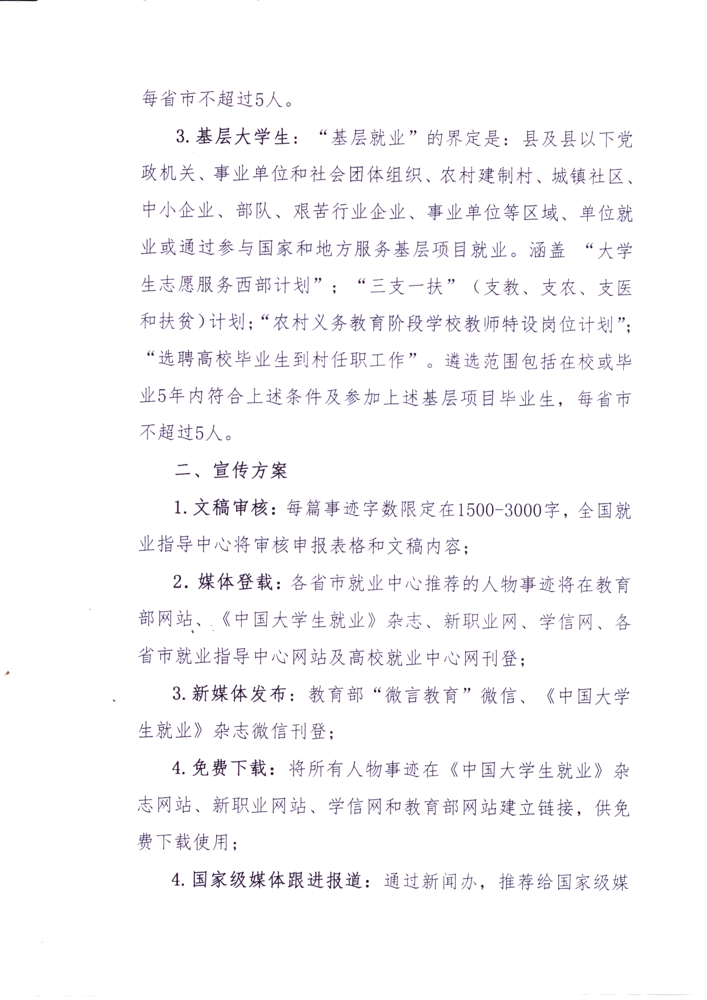 每省市不超过5人。
3.基层大学生：“基层就业”的界定是：县及县以下党
政机关、事业单位和社会团体组织、农村建制村、城镇社区、
中小企业、部队、艰苦行业企业、事业单位等区域、单位就
业或通过参与国家和地方服务基层项目就业。涵盖 “大学
生志愿服务西部计划”；“三支一扶”（支教、支农、支医
和扶贫)计划；“农村义务教育阶段学校教师特设岗位计划”；
“选聘高校毕业生到村任职工作”。遴选范围包括在校或毕
业5年内符合上述条件及参加上述基层项目毕业生，每省市
不超过5人。
二、宣传方案
1.文稿审核：每篇事迹字数限定在1500-3000字，全国就
业指导中心将审核申报表格和文稿内容；
2. 媒体登载：各省市就业中心推荐的人物事迹将在教育
部网站、《中国大学生就业》杂志、新职业网、学信网、各
省市就业指导中心网站及高校就业中心网刊登；
3.新媒体发布：教育部“微言教育”微信、《中国大学
生就业》杂志微信刊登；
4.免费下载：将所有人物事迹在《中国大学生就业》杂
志网站、新职业网站、学信网和教育部网站建立链接，供免
费下载使用；
4.国家级媒体跟进报道：通过新闻办，推荐给国家级媒